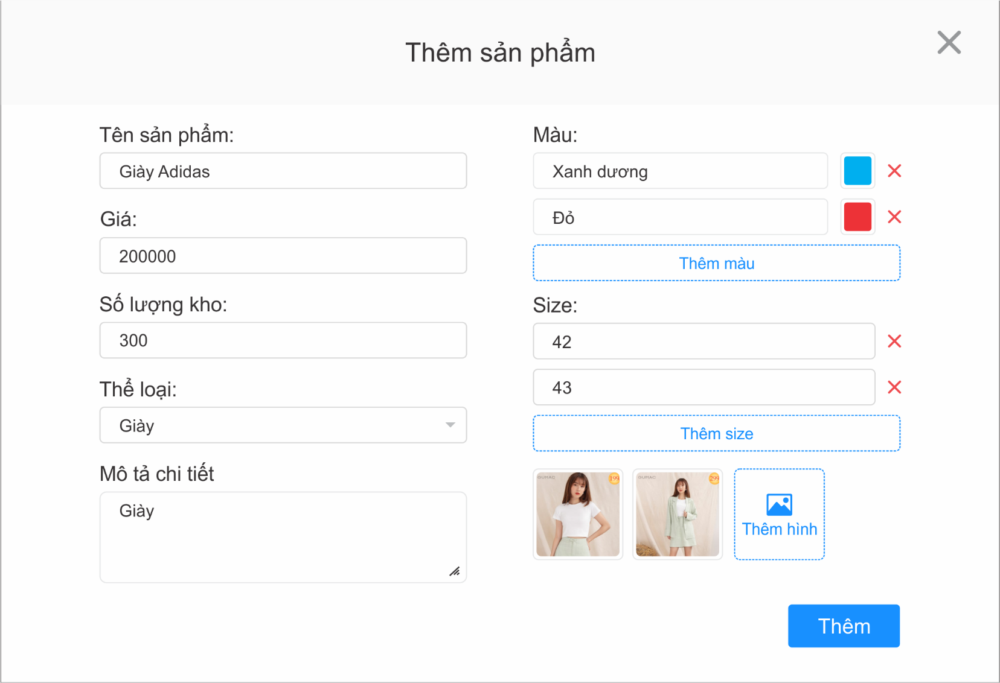 Thêm sản phẩm
Tên sản phẩm:
Giày Adidas
Giá:
200000
Số lượng kho:
300
Thể loại:
Giày
Mô tả chi tiết
Giày
Màu:
Xanh dương
Đỏ
Thêm màu
Size:
42
43
Thêm size
GUMAC
199
GUMAC
299
Thêm hình
Thêm